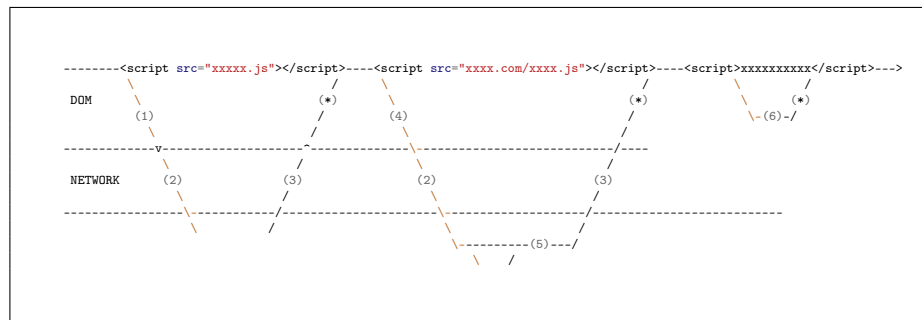 --------<script src="xxxxx.js"></script>----<script src="xxxx.com/xxxx.js"></script>----<script>xxxxxxxxxx</script>--->
\ / \ / \ /
DOM \ (*) \ (*) \ (*)
(1) / (4) / \-(6)-/
\ / \ /
-------------v--------------------^--------------\---------------------------/----
\ / \ /
NETWORK (2) (3) (2) (3)
\ / \ /
-----------------\-----------/----------------------\--------------------/--------------------------
\ / \ /
\----------(5)---/
\ /